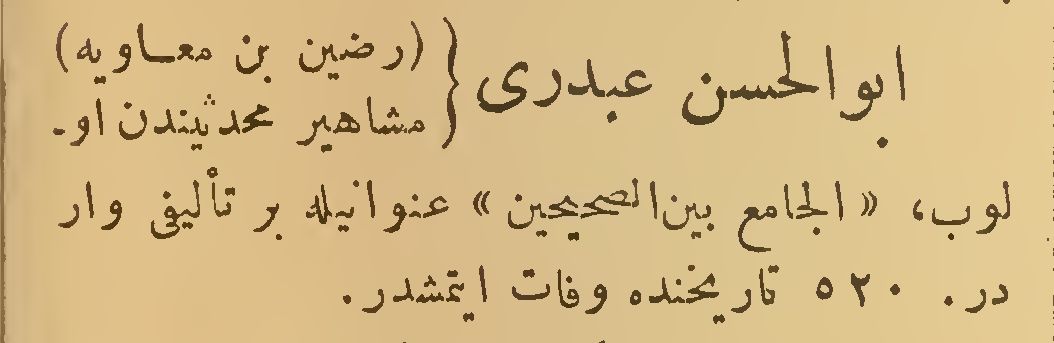 ابوالحسن عبدری { (رضین بن معاویه)
مشاهیر محدثیندن او-
لوب، «الجامع بین‌الصحیحین» عنوانیله بر تألیفی وار
در. ٥٢٠ تاریخنده وفات ایتمشدر.